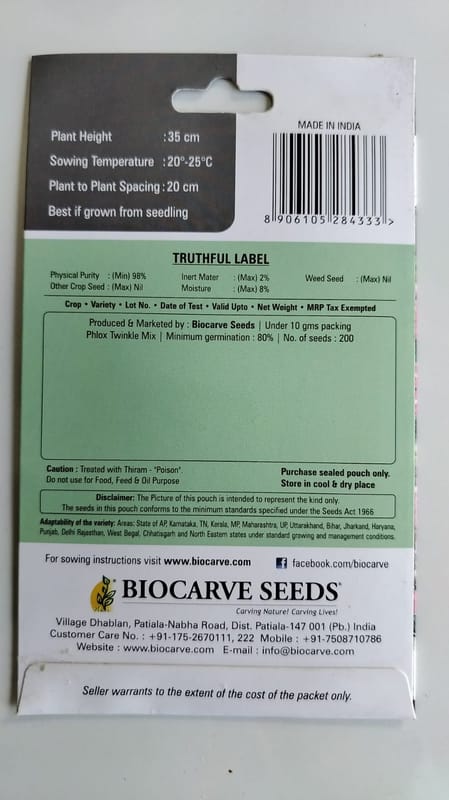 Plant Height : 35 cm
Sowing Temperature : 20°-25°C
Plant to Plant Spacing : 20 cm
Best if grown from seedling
MADE IN INDIA
8 906105 284333 >
TRUTHFUL LABEL
Physical Purity : (Min) 98% Inert Mater : (Max) 2% Weed Seed : (Max) Nil
Other Crop Seed : (Max) Nil Moisture : (Max) 8%
Crop • Variety • Lot No. • Date of Test • Valid Upto • Net Weight • MRP Tax Exempted
Produced & Marketed by : Biocarve Seeds | Under 10 gms packing
Phlox Twinkle Mix | Minimum germination : 80% | No. of seeds : 200
Caution : Treated with Thiram - "Poison".
Do not use for Food, Feed & Oil Purpose
Purchase sealed pouch only.
Store in cool & dry place
Disclaimer: The Picture of this pouch is intended to represent the kind only.
The seeds in this pouch conforms to the minimum standards specified under the Seeds Act 1966
Adaptability of the variety: Areas: State of AP, Karnataka, TN, Kerala, MP, Maharashtra, UP, Uttarakhand, Bihar, Jharkand, Haryana,
Punjab, Delhi Rajasthan, West Begal, Chhatisgarh and North Eastern states under standard growing and management conditions.
For sowing instructions visit www.biocarve.com f facebook.com/biocarve
BIOCARVE SEEDS®
Carving Nature! Carving Lives!
Village Dhablan, Patiala-Nabha Road, Dist. Patiala-147 001 (Pb.) India
Customer Care No. : +91-175-2670111, 222 Mobile : +91-7508710786
Website : www.biocarve.com E-mail : info@biocarve.com
Seller warrants to the extent of the cost of the packet only.